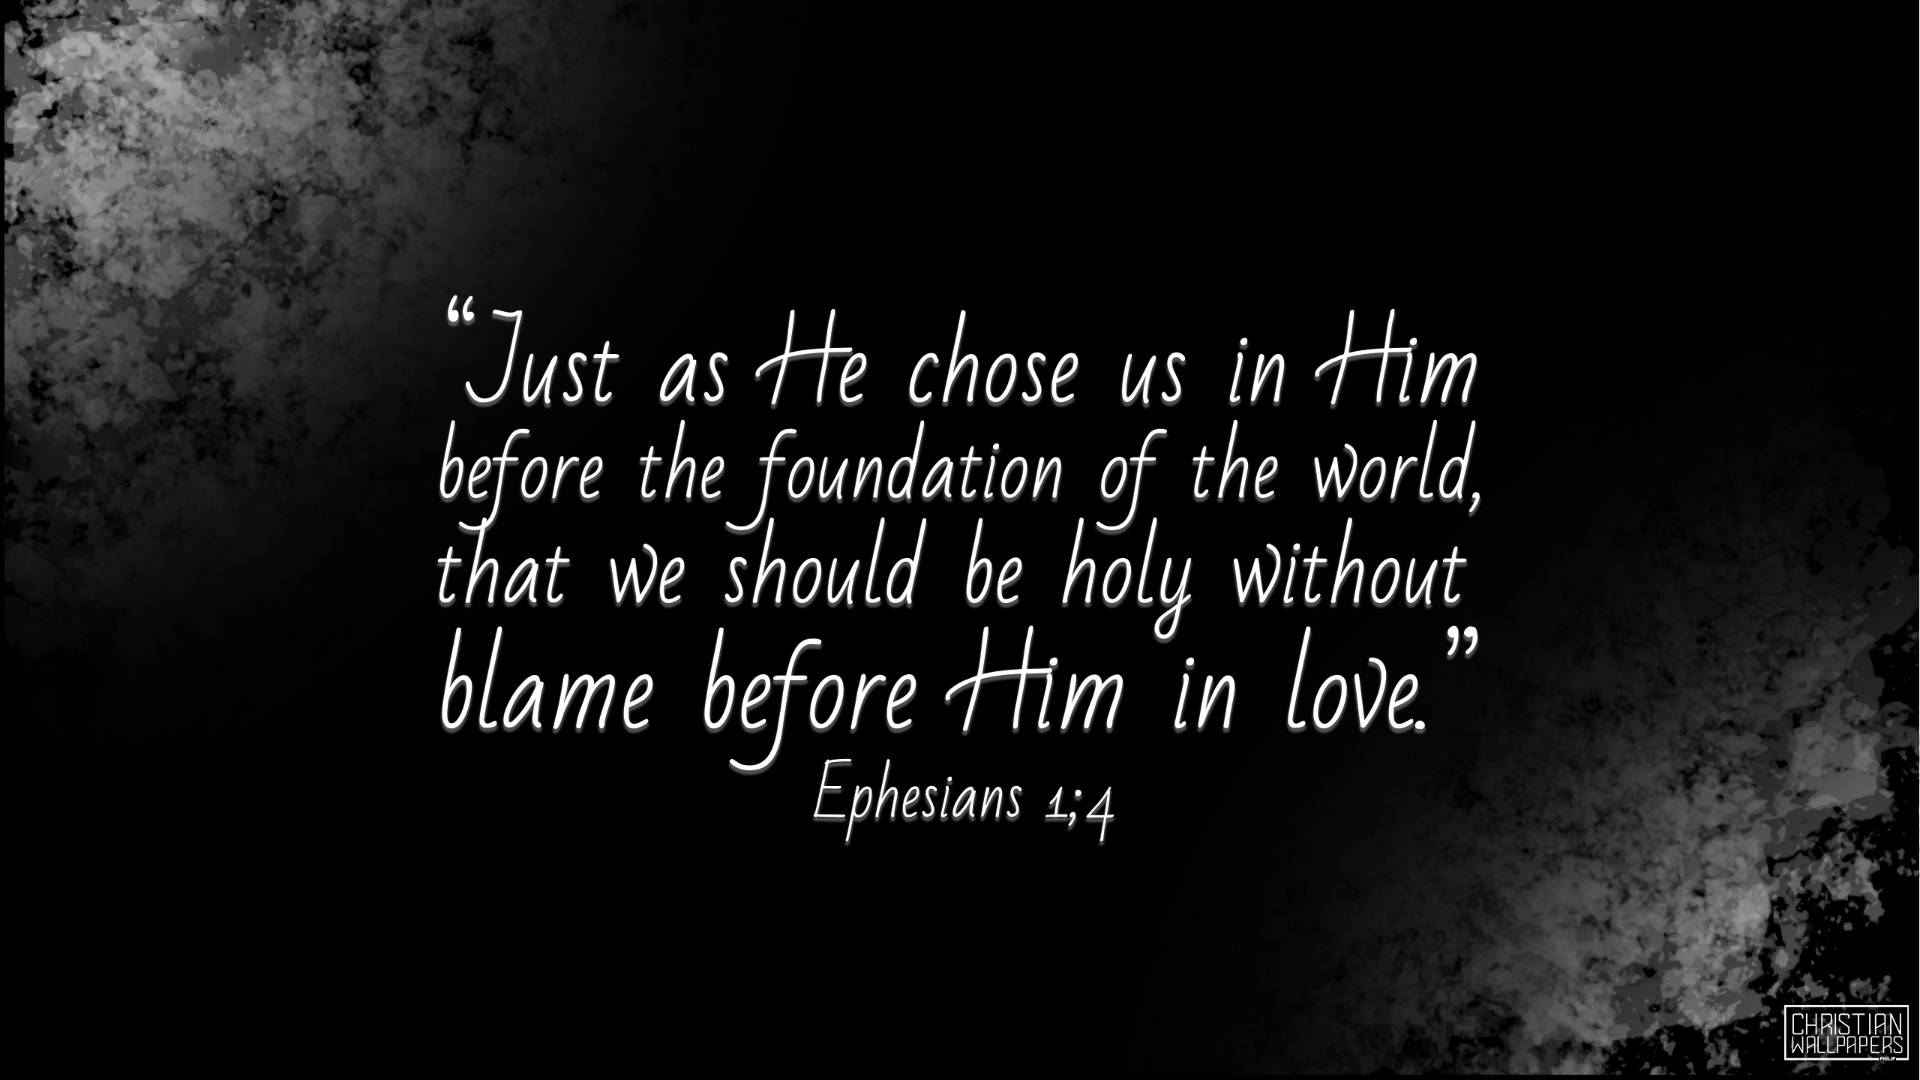 “Just as He chose us in Him
before the foundation of the world,
that we should be holy without
blame before Him in love.”
Ephesians 1;4
CHRISTIAN
WALLPAPERS
PHILIP